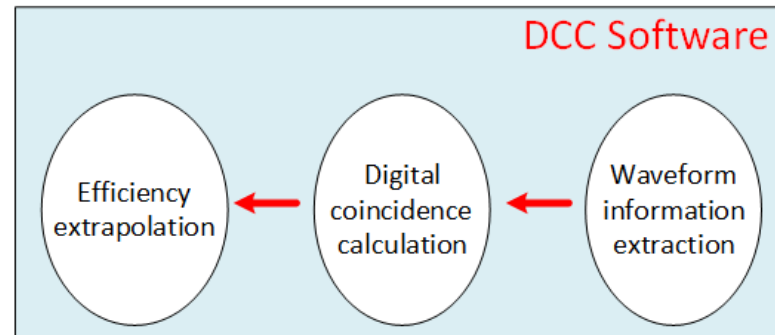 DCC Software
Efficiency
extrapolation
Digital
coincidence
calculation
Waveform
information
extraction